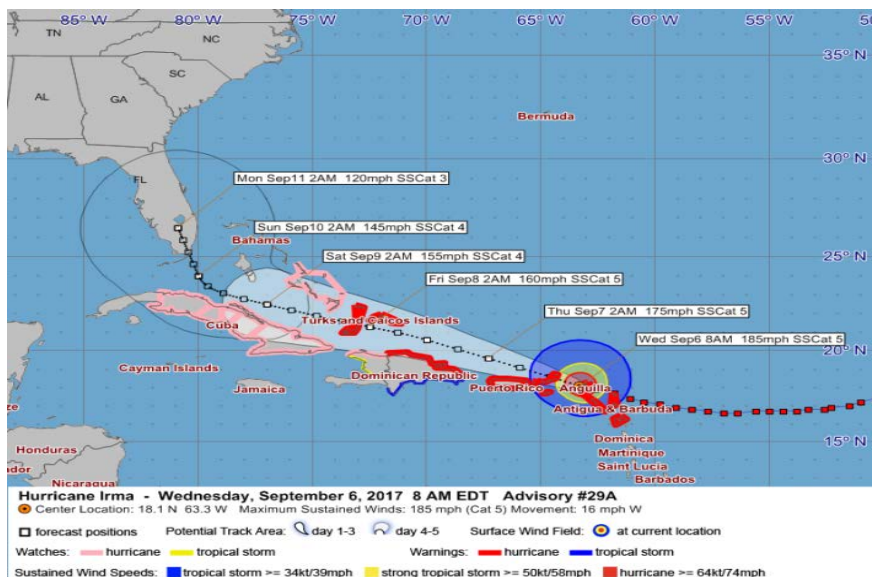 85° W 80° W 75° W 70° W 65° W 60° W 55° W 50
TN
NC
35° N
SC
AL
GA
Bermuda
30° N
FL
Mon Sep11 2AM 120mph SSCat 3
Sun Sep10 2AM 145mph SSCat 4
Bahamas
25° N
Sat Sep9 2AM 155mph SSCat 4
Fri Sep8 2AM 160mph SSCat 5
Thu Sep7 2AM 175mph SSCat 5
Turks and Caicos Islands
Cuba
Wed Sep6 8AM 185mph SSCat 5
20° N
Cayman Islands
Dominican Republic
Jamaica
Puerto Rico
Anguilla
ze
Antigua & Barbuda
15° N
Dominica
Honduras
Martinique
ador
Saint Lucia
Nicaragua
Barbados
Hurricane Irma - Wednesday, September 6, 2017 8 AM EDT Advisory #29A
Center Location: 18.1 N 63.3 W Maximum Sustained Winds: 185 mph (Cat 5) Movement: 16 mph W
forecast positions Potential Track Area: day 1-3 day 4-5 Surface Wind Field: at current location
Watches: hurricane tropical storm Warnings: hurricane tropical storm
Sustained Wind Speeds: tropical storm >= 34kt/39mph strong tropical storm >= 50kt/58mph hurricane >= 64kt/74mph